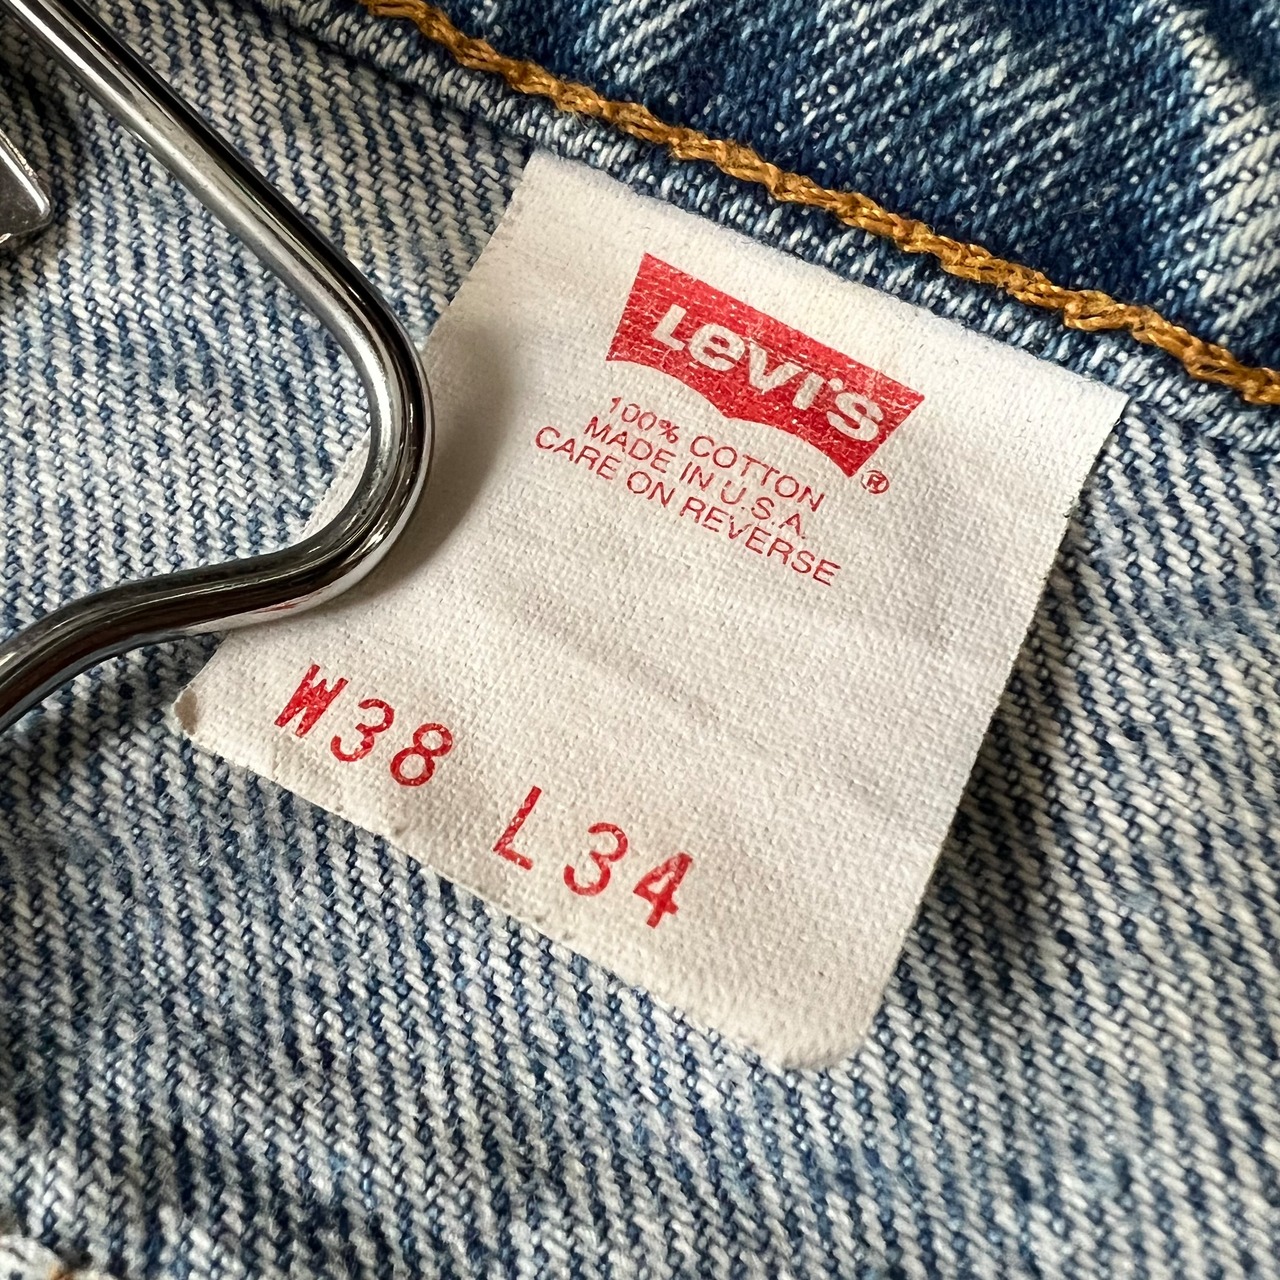 Levi's®
100% COTTON
MADE IN U.S.A.
CARE ON REVERSE
W38 L34